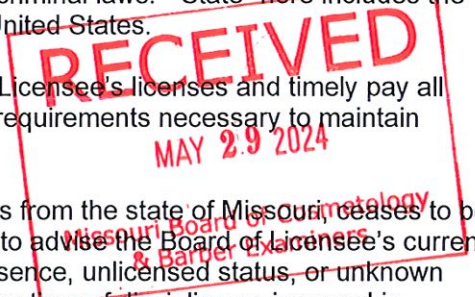 criminal laws. "State" here includes the
United States.
RECEIVED
Licensee's licenses and timely pay all
requirements necessary to maintain
MAY 29 2024
s from the state of Missouri, ceases to b
Missouri Board of Cosmetology
to advise the Board of Licensee's curren
& Barber Examiners
sence, unlicensed status, or unknown